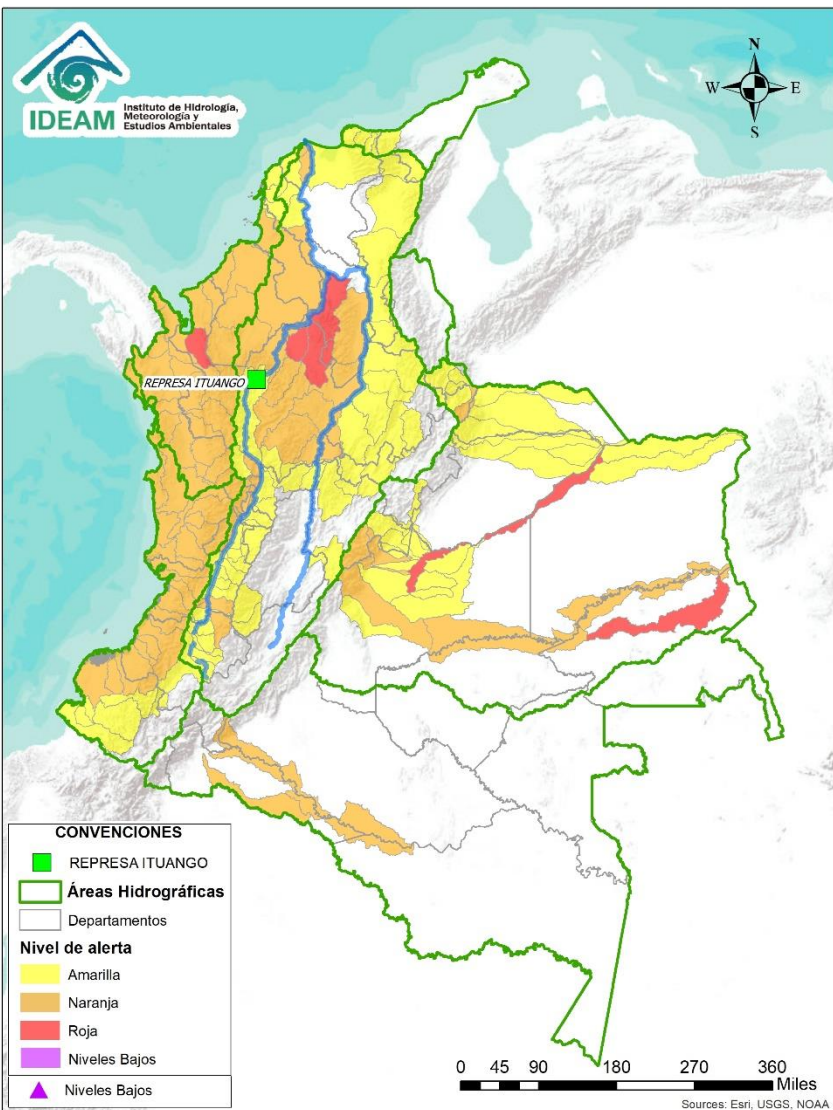 IDEAM
Instituto de Hidrología,
Meteorología y
Estudios Ambientales
N
W
E
S
REPRESA ITUANGO
CONVENCIONES
REPRESA ITUANGO
Áreas Hidrográficas
Departamentos
Nivel de alerta
Amarilla
Naranja
Roja
Niveles Bajos
Niveles Bajos
0 45 90 180 270 360
Miles
Sources: Esri, USGS, NOAA